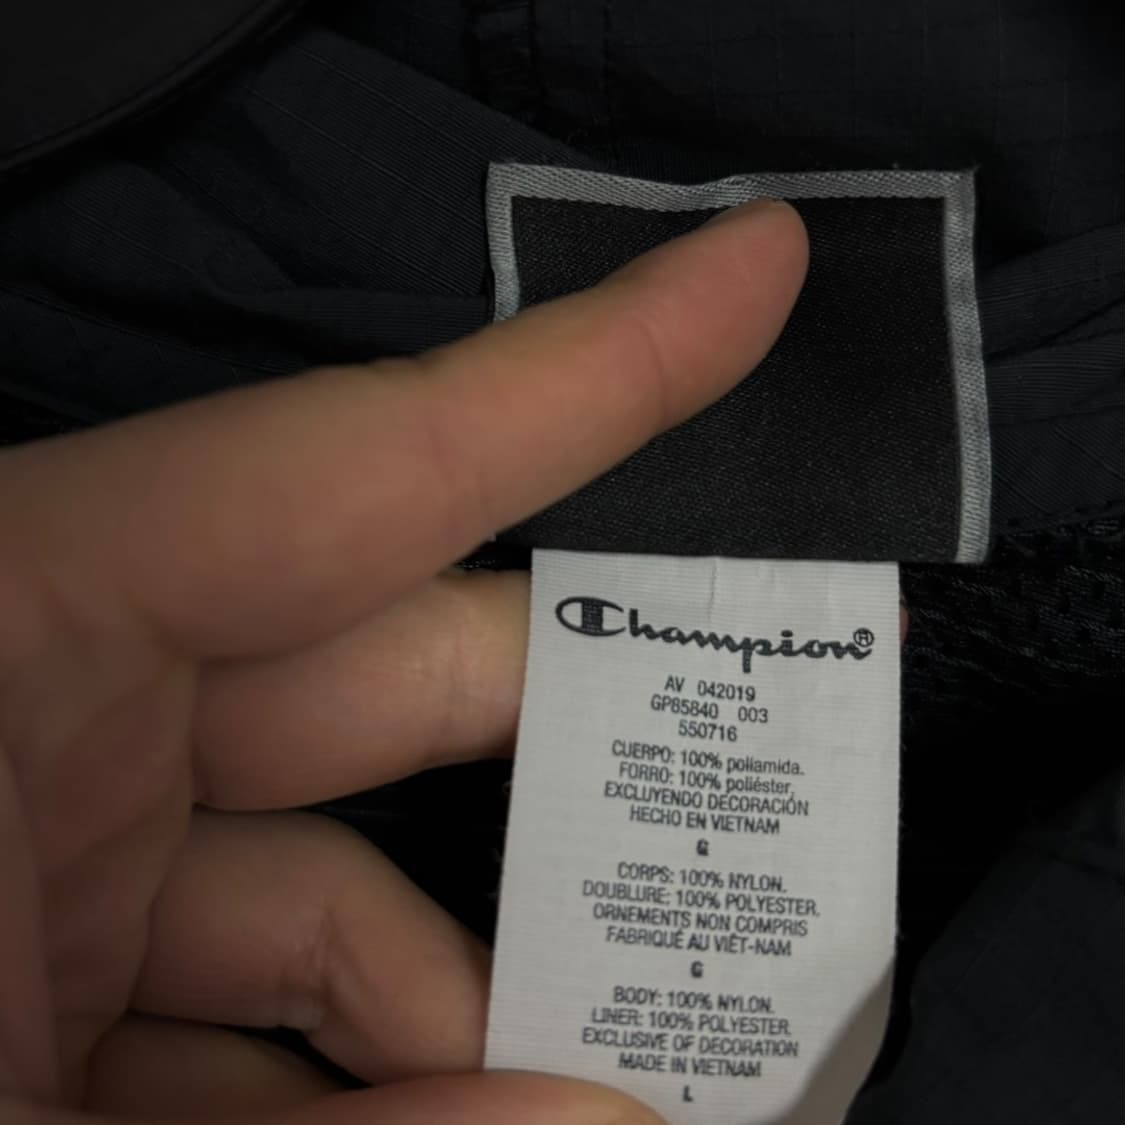 Champion®
AV 042019
GP85840 003
550716
CUERPO: 100% poliamida.
FORRO: 100% poliéster.
EXCLUYENDO DECORACIÓN
HECHO EN VIETNAM
G
CORPS: 100% NYLON.
DOUBLURE: 100% POLYESTER.
ORNEMENTS NON COMPRIS
FABRIQUÉ AU VIÊT-NAM
G
BODY: 100% NYLON.
LINER: 100% POLYESTER.
EXCLUSIVE OF DECORATION
MADE IN VIETNAM
L